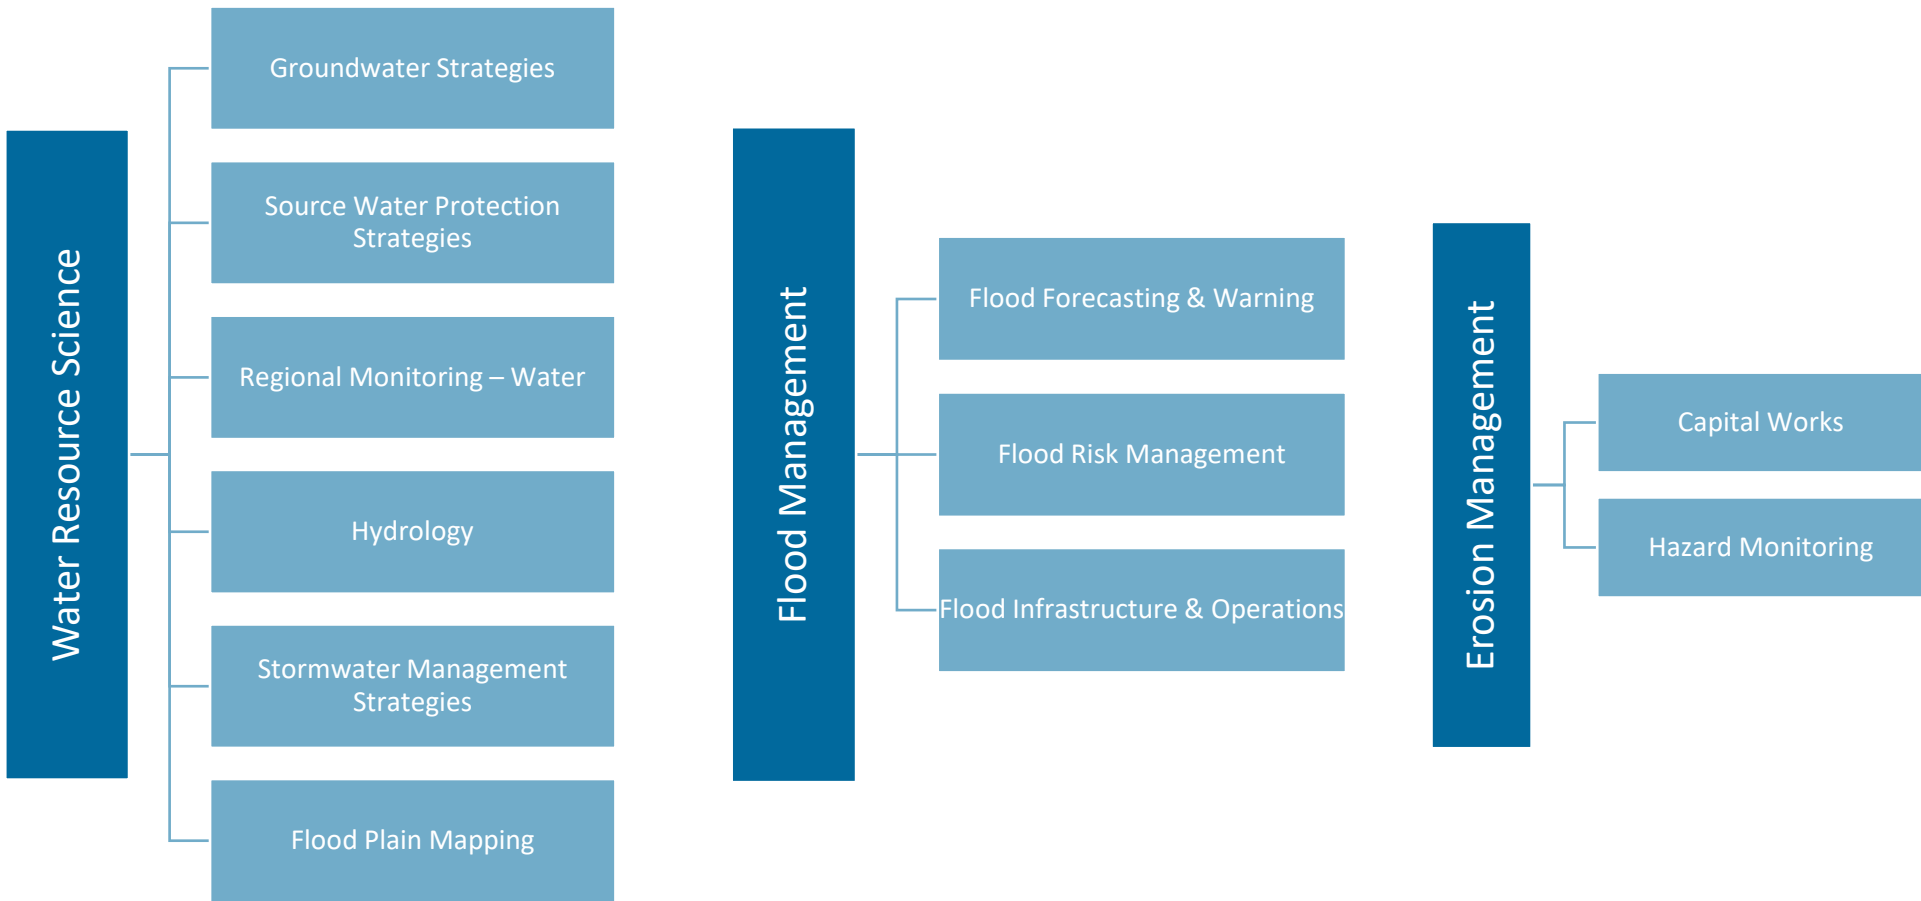 Water Resource Science
Groundwater Strategies
Source Water Protection
Strategies
Regional Monitoring – Water
Hydrology
Stormwater Management
Strategies
Flood Plain Mapping
Flood Management
Flood Forecasting & Warning
Flood Risk Management
Flood Infrastructure & Operations
Erosion Management
Capital Works
Hazard Monitoring